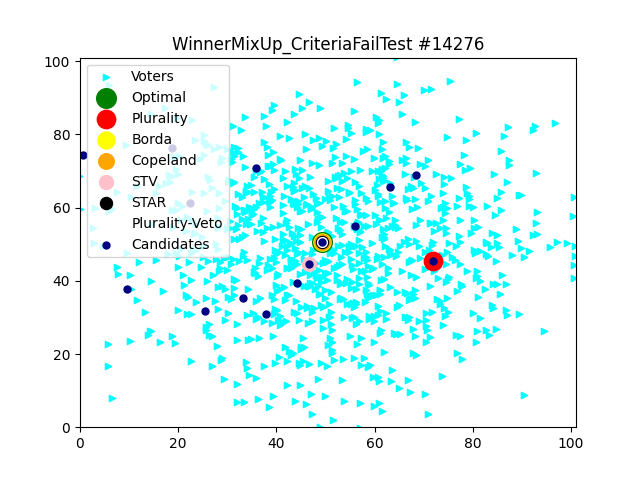 WinnerMixUp_CriteriaFailTest #14276
100
80
60
40
20
0
0
20
40
60
80
100
Voters
Optimal
Plurality
Borda
Copeland
STV
STAR
Plurality-Veto
Candidates